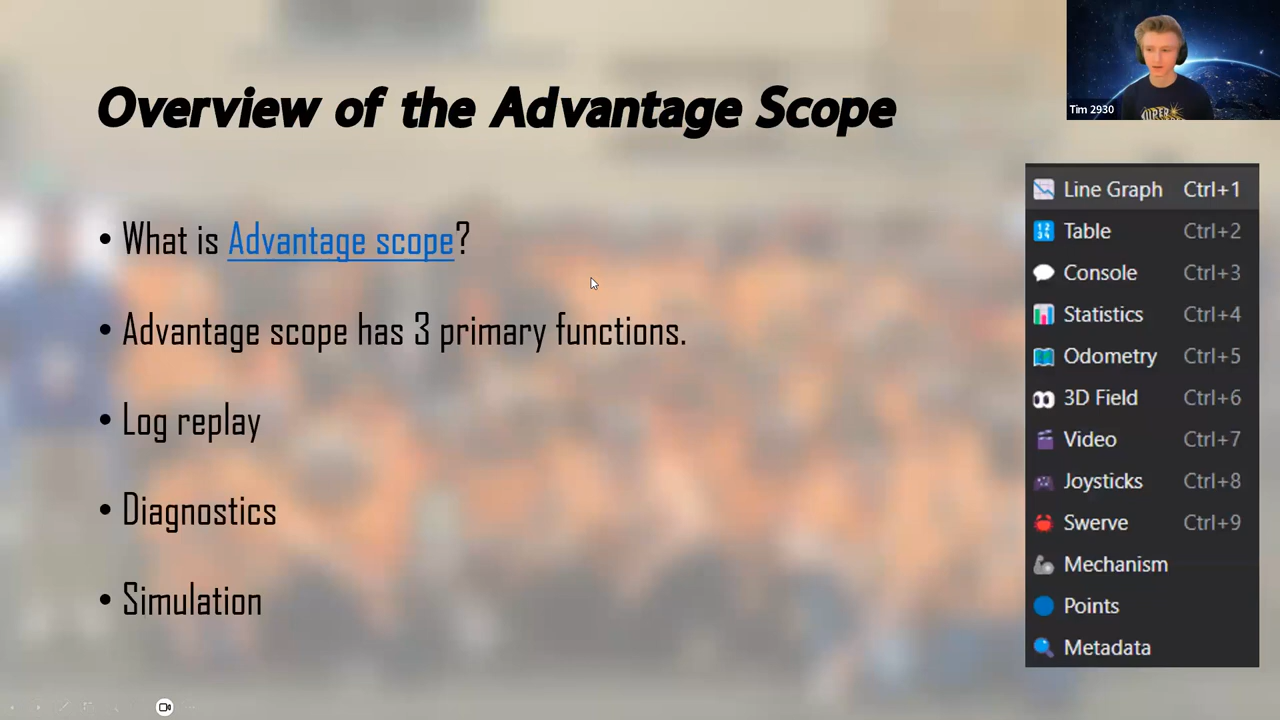 Overview of the Advantage Scope
Tim 2930
• What is Advantage scope?
• Advantage scope has 3 primary functions.
• Log replay
• Diagnostics
• Simulation
Line Graph Ctrl+1
Table Ctrl+2
Console Ctrl+3
Statistics Ctrl+4
Odometry Ctrl+5
3D Field Ctrl+6
Video Ctrl+7
Joysticks Ctrl+8
Swerve Ctrl+9
Mechanism
Points
Metadata